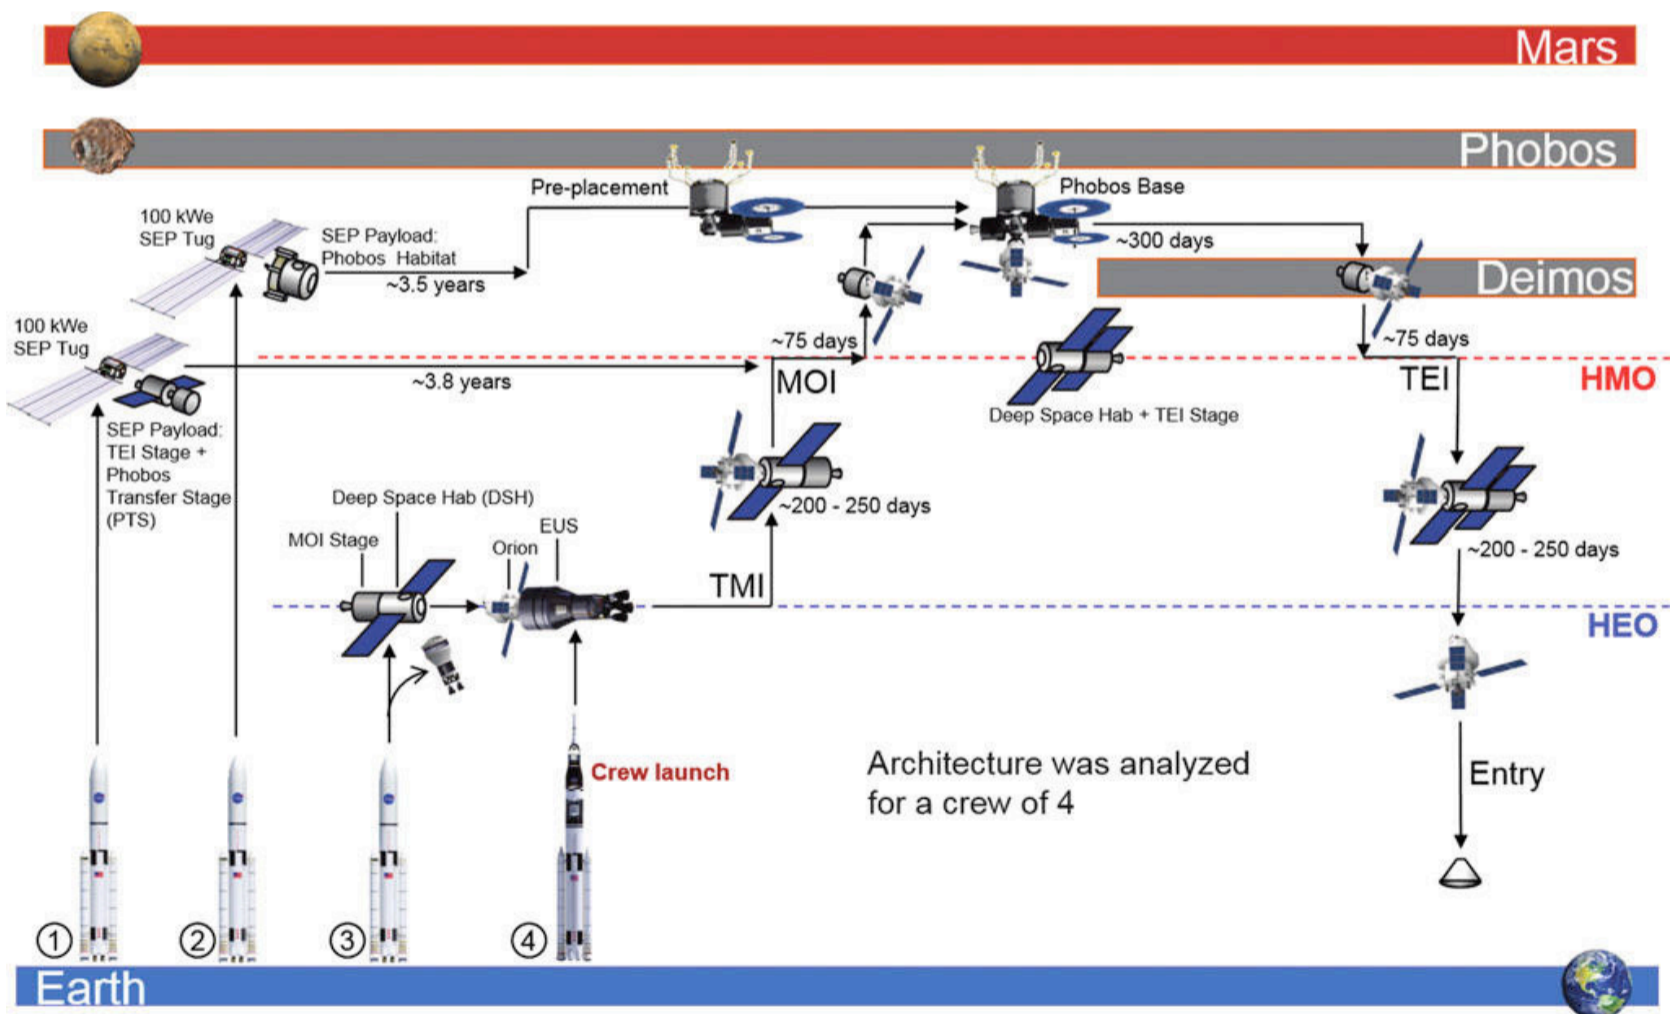 Mars
Phobos
Pre-placement
Phobos Base
100 kWe
SEP Tug
SEP Payload:
Phobos Habitat
~3.5 years
~300 days
Deimos
100 kWe
SEP Tug
~75 days
~75 days
~3.8 years
MOI
TEI
HMO
Deep Space Hab + TEI Stage
SEP Payload:
TEI Stage +
Phobos
Transfer Stage
(PTS)
Deep Space Hab (DSH)
~200 - 250 days
MOI Stage
EUS
Orion
~200 - 250 days
TMI
HEO
Crew launch
Architecture was analyzed
for a crew of 4
Entry
1
2
3
4
Earth